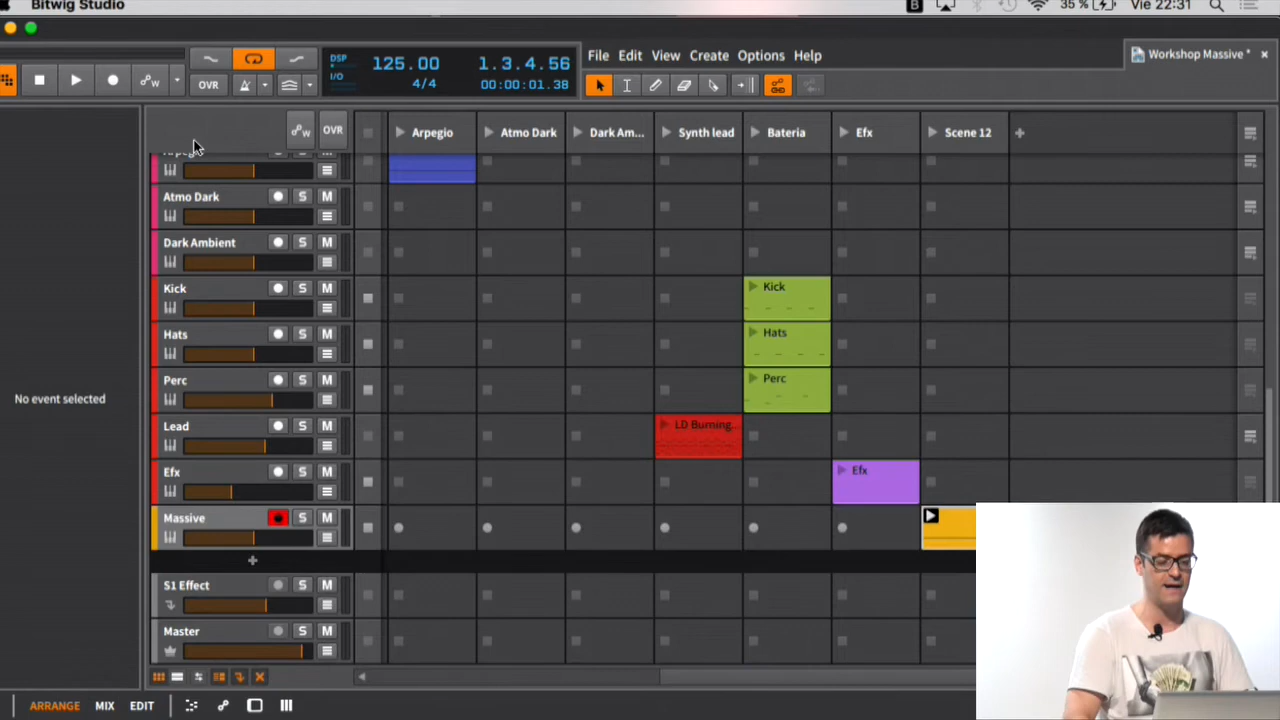 Bitwig Studio
B
35 %
Vie 22:31
OVR
DSP
I/O
125.00
4/4
1.3.4.56
00:00:01.38
File Edit View Create Options
Workshop Massive *
W
OVR
Arpegio
Atmo Dark
Dark Am...
Synth lead
Bateria
Efx
Scene 12
Atmo Dark
S M
Dark Ambient
S M
Kick
S M
Kick
Hats
S M
Hats
Perc
S M
Perc
Lead
S M
LD Burning...
Efx
S M
Efx
Massive
S M
S1 Effect
S M
Master
S M
No event selected
ARRANGE MIX EDIT